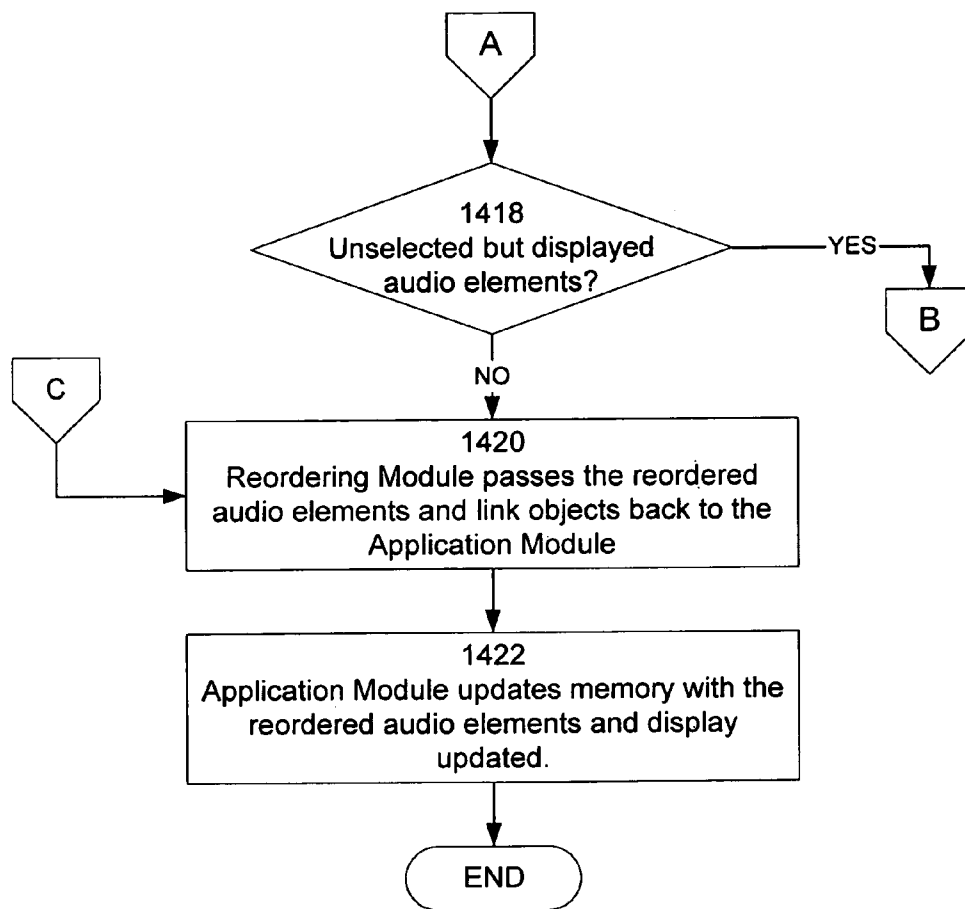 A
1418
Unselected but displayed
audio elements?
YES
B
NO
C
1420
Reordering Module passes the reordered
audio elements and link objects back to the
Application Module
1422
Application Module updates memory with the
reordered audio elements and display
updated.
END